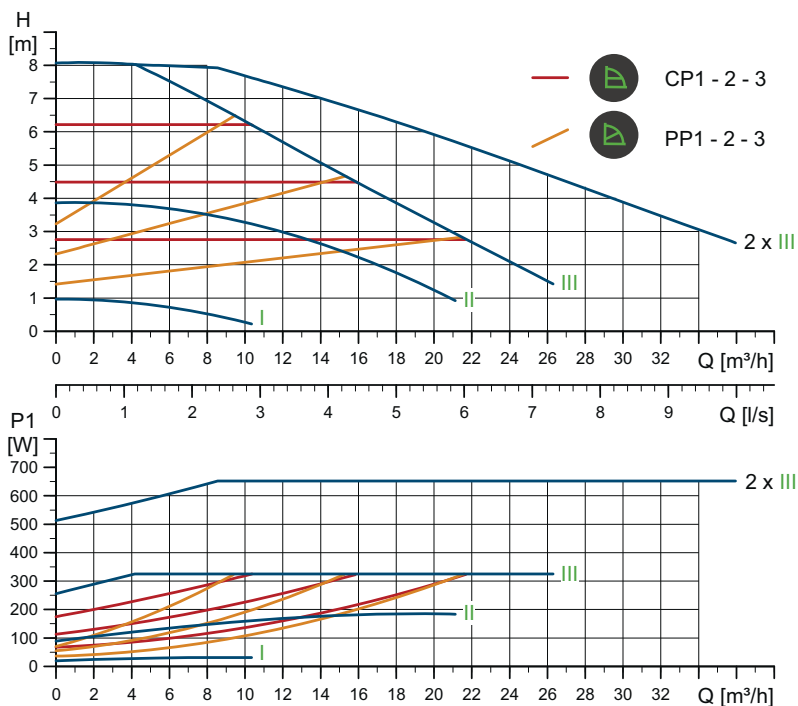 H
[m]
8
7
6
5
4
3
2
1
0
CP1 - 2 - 3
PP1 - 2 - 3
2 x III
III
II
I
0 2 4 6 8 10 12 14 16 18 20 22 24 26 28 30 32 Q [m³/h]
0 1 2 3 4 5 6 7 8 9 Q [l/s]
P1
[W]
700
600
500
400
300
200
100
0
2 x III
III
II
I
0 2 4 6 8 10 12 14 16 18 20 22 24 26 28 30 32 Q [m³/h]